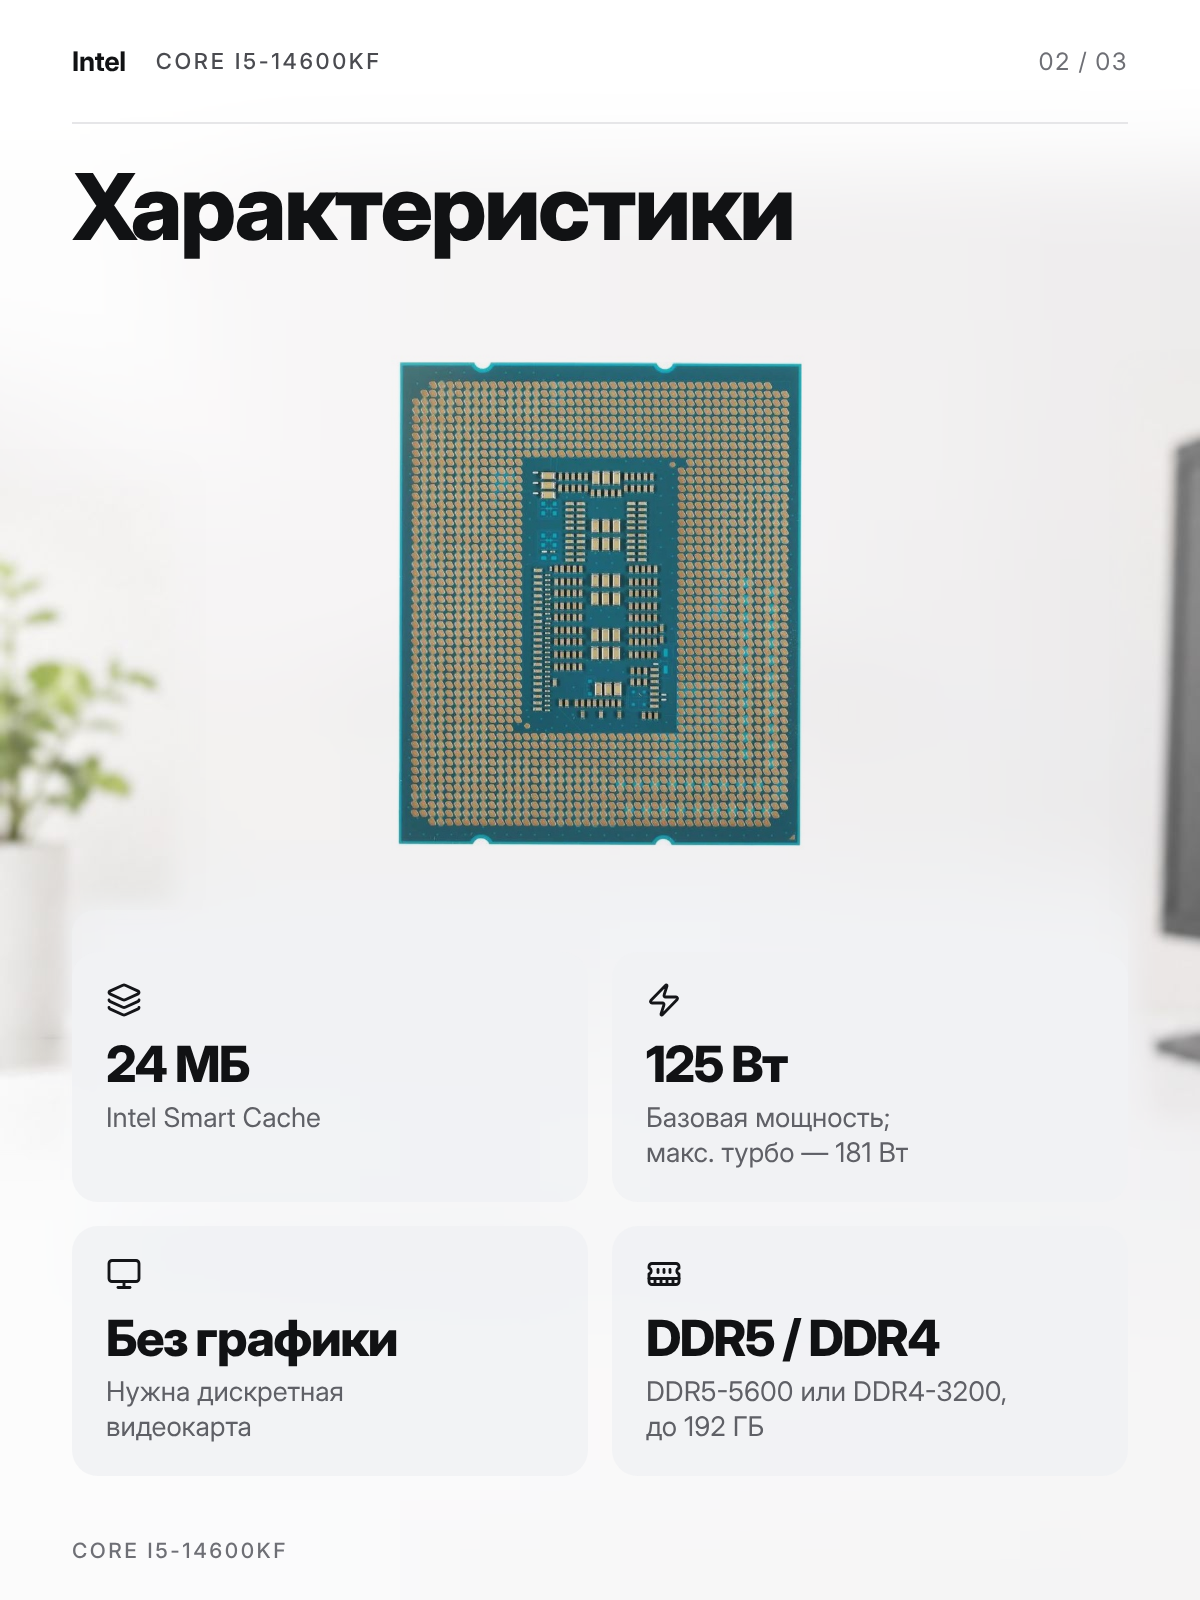 Intel CORE I5-14600KF 02 / 03
Характеристики
24 МБ
Intel Smart Cache
125 Вт
Базовая мощность;
макс. турбо — 181 Вт
Без графики
Нужна дискретная
видеокарта
DDR5 / DDR4
DDR5-5600 или DDR4-3200,
до 192 ГБ
CORE I5-14600KF